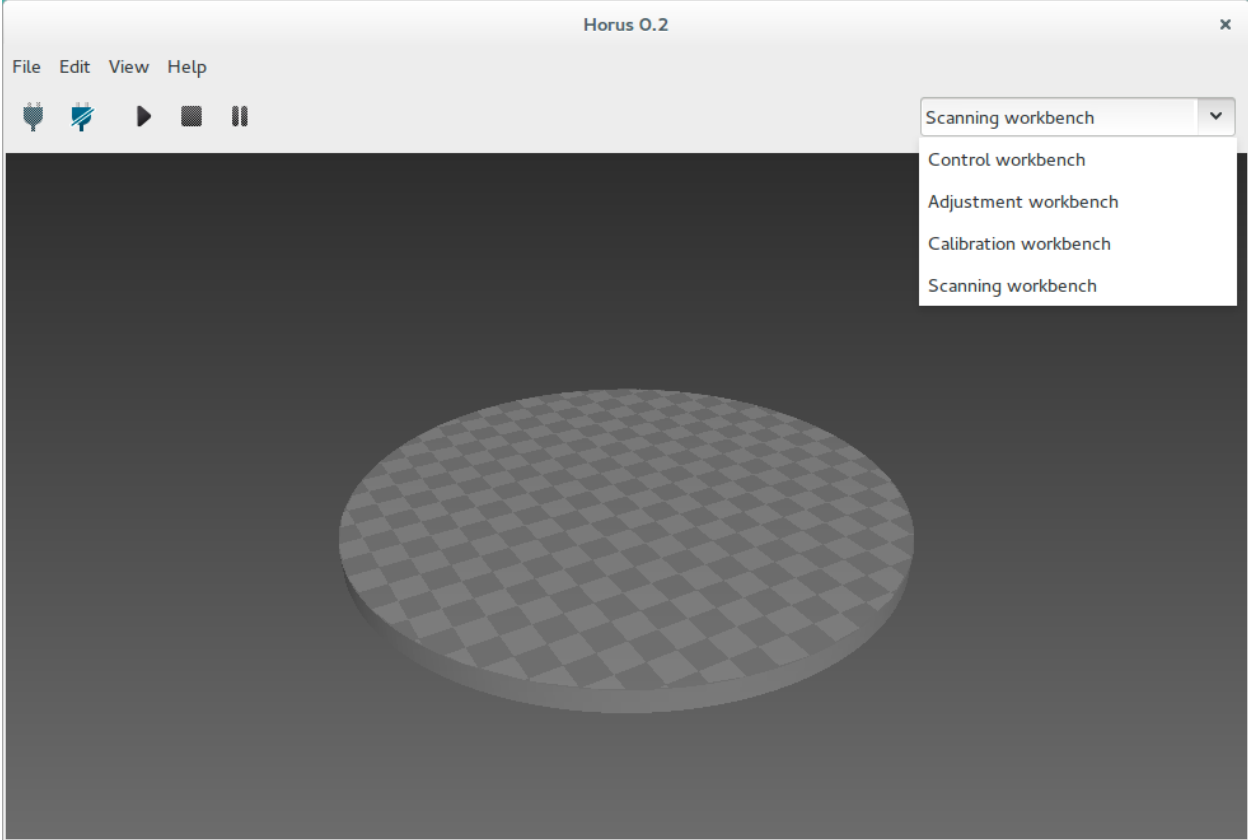 Horus 0.2
File Edit View Help
Scanning workbench
Control workbench
Adjustment workbench
Calibration workbench
Scanning workbench